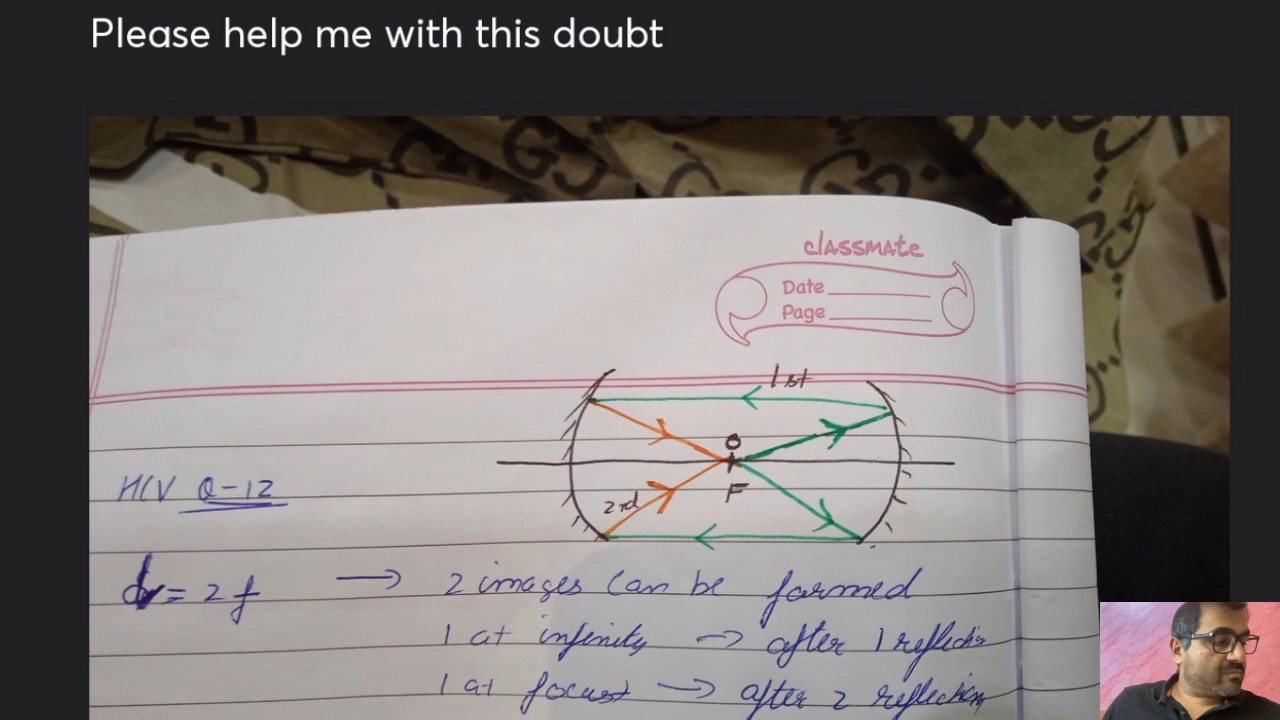 Please help me with this doubt
classmate
Date
Page
1st
O
F
2nd
HCV Q-12
d = 2f → 2 images can be formed
1 at infinity → after 1 reflectn
1 at focus → after 2 reflection